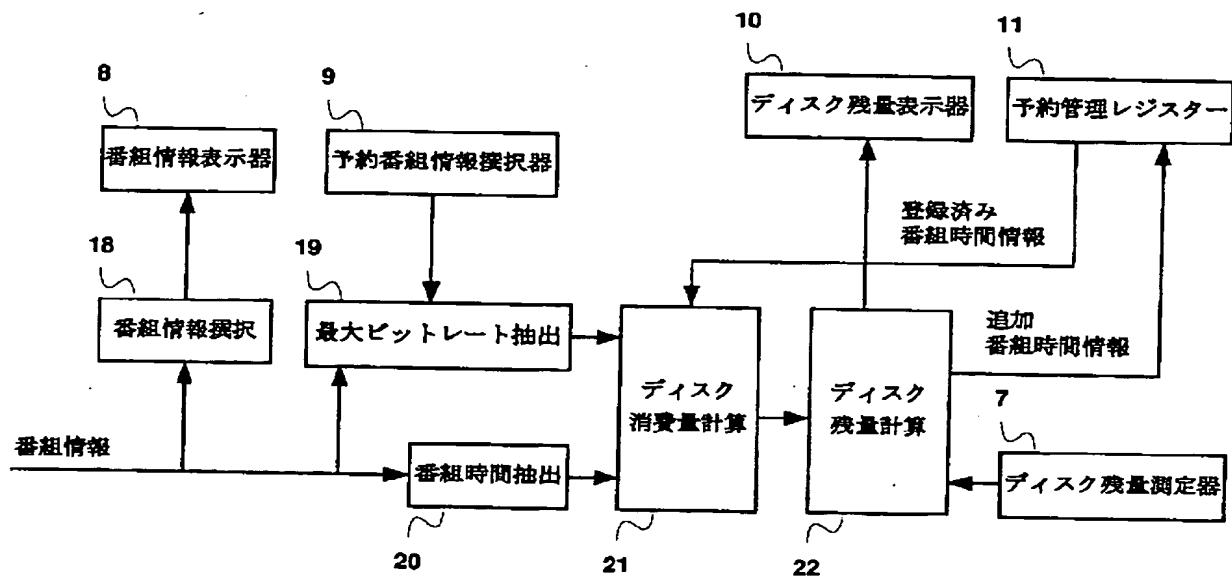 10
11
8
9
ディスク残量表示器
予約管理レジスター
番組情報表示器
予約番組情報撰択器
登録済み
番組時間情報
18
19
番組情報撰択
最大ビットレート抽出
追加
番組時間情報
ディスク
消費量計算
ディスク
残量計算
7
番組情報
番組時間抽出
ディスク残量測定器
20
21
22